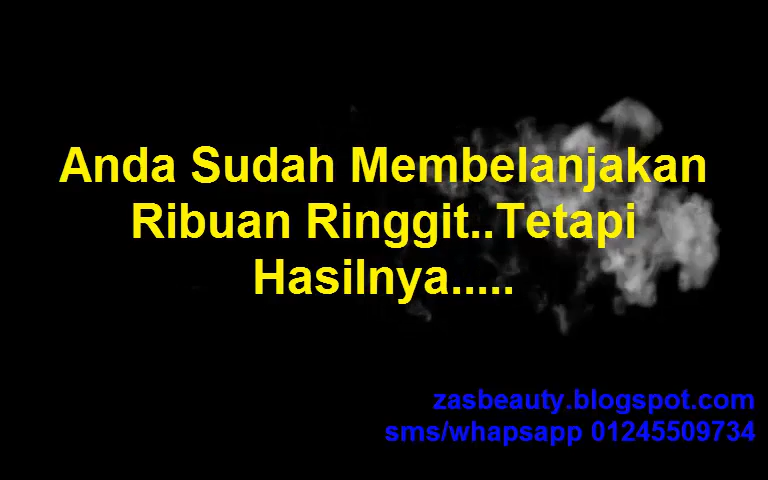 Anda Sudah Membelanjakan
Ribuan Ringgit..Tetapi
Hasilnya.....
zasbeauty.blogspot.com
sms/whapsapp 01245509734